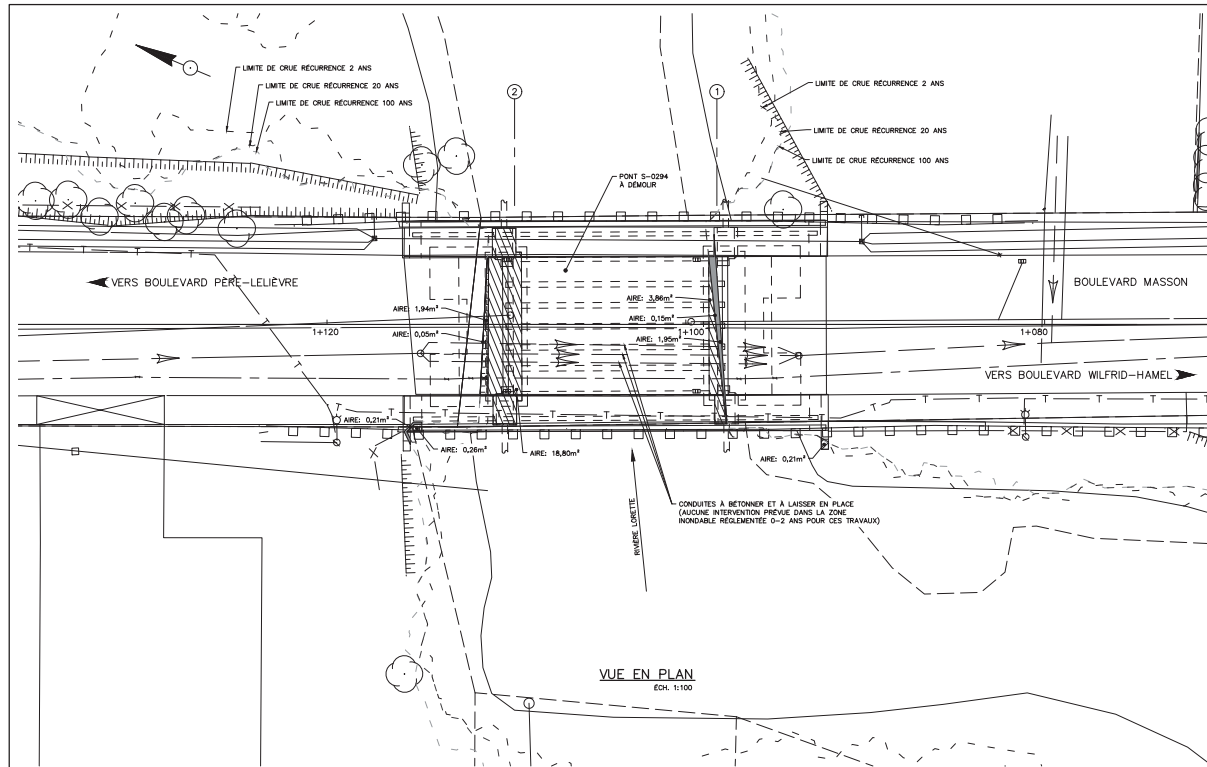 LIMITE DE CRUE RÉCURRENCE 2 ANS
LIMITE DE CRUE RÉCURRENCE 20 ANS
LIMITE DE CRUE RÉCURRENCE 100 ANS
2
1
LIMITE DE CRUE RÉCURRENCE 2 ANS
LIMITE DE CRUE RÉCURRENCE 20 ANS
LIMITE DE CRUE RÉCURRENCE 100 ANS
PONT S-0294
À DÉMOUR
VERS BOULEVARD PÈRE-LELIÈVRE
BOULEVARD MASSON
AIRE: 1,94m²
AIRE: 3,86m²
AIRE: 0,15m²
AIRE: 0,05m²
AIRE: 1,95m²
1+120
1+100
1+080
VERS BOULEVARD WILFRID-HAMEL
AIRE: 0,21m²
AIRE: 0,26m²
AIRE: 18,80m²
AIRE: 0,21m²
CONDUITES À BÉTONNER ET À LAISSER EN PLACE
(AUCUNE INTERVENTION PRÉVUE DANS LA ZONE
INONDABLE RÉGLEMENTÉE 0-2 ANS POUR CES TRAVAUX)
RIVIÈRE LORETTE
VUE EN PLAN
ÉCH. 1:100
T T T T T
T T T T T
T T T T